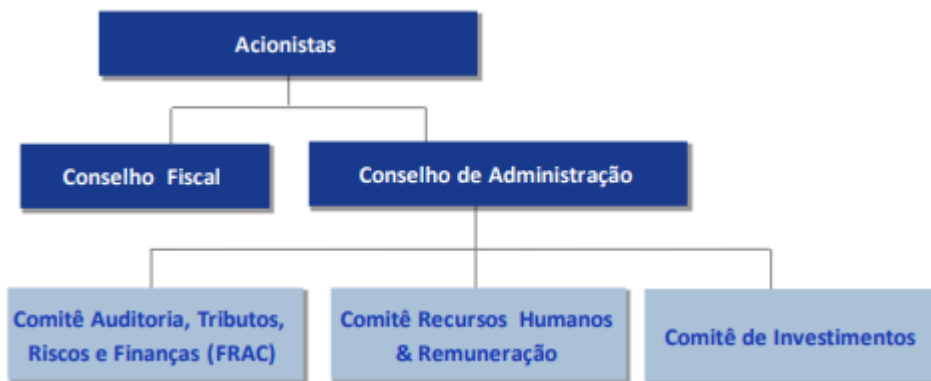 Acionistas
Conselho Fiscal
Conselho de Administração
Comitê Auditoria, Tributos,
Riscos e Finanças (FRAC)
Comitê Recursos Humanos
& Remuneração
Comitê de Investimentos